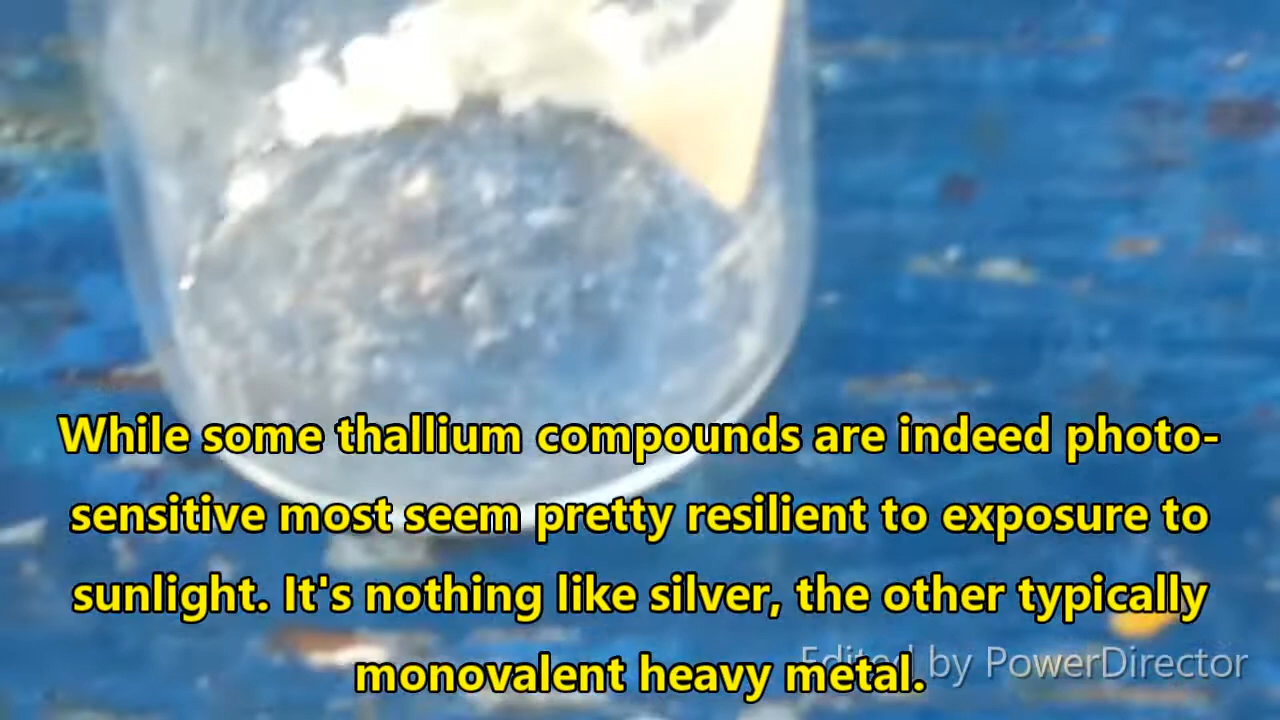 While some thallium compounds are indeed photo-
sensitive most seem pretty resilient to exposure to
sunlight. It's nothing like silver, the other typically
monovalent heavy metal.
Edited by PowerDirector